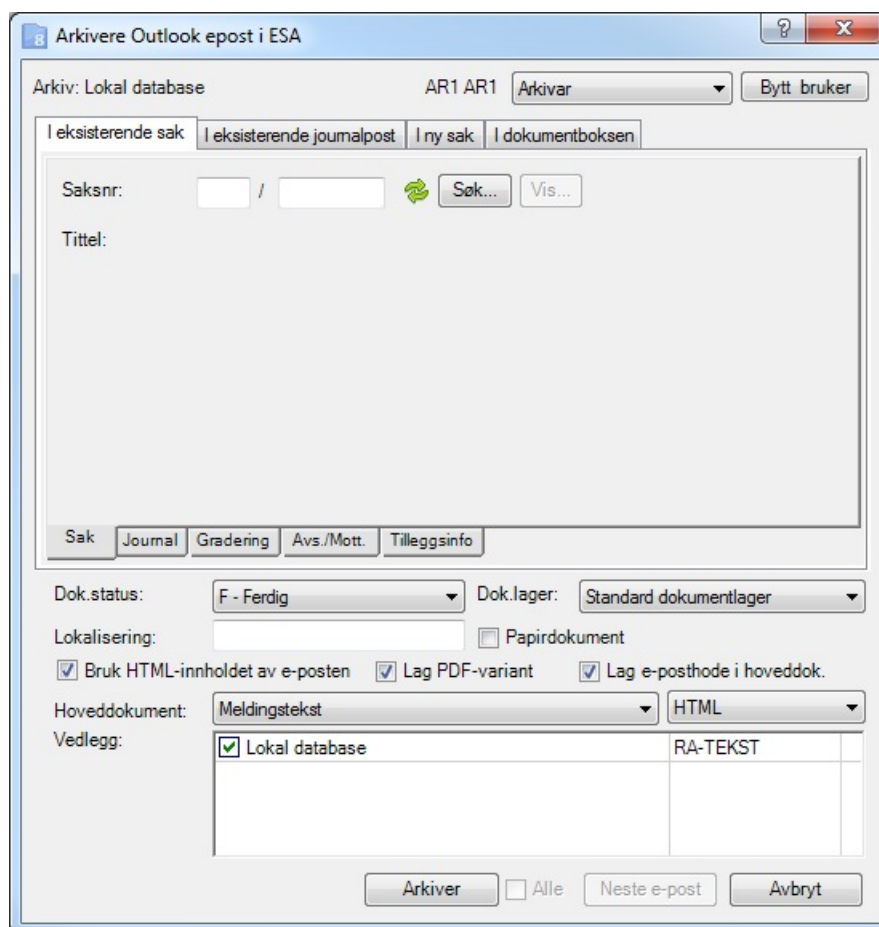 8 Arkivere Outlook epost i ESA ? X
Arkiv: Lokal database AR1 AR1 Arkivar Bytt bruker
I eksisterende sak I eksisterende journalpost I ny sak I dokumentboksen
Saksnr: / Søk... Vis...
Tittel:
Sak Journal Gradering Avs./Mott. Tilleggsinfo
Dok.status: F - Ferdig Dok.lager: Standard dokumentlager
Lokalisering: Papirdokument
Bruk HTML-innholdet av e-posten Lag PDF-variant Lag e-posthode i hoveddok.
Hoveddokument: Meldingstekst HTML
Vedlegg: Lokal database RA-TEKST
Arkiver Alle Neste e-post Avbryt